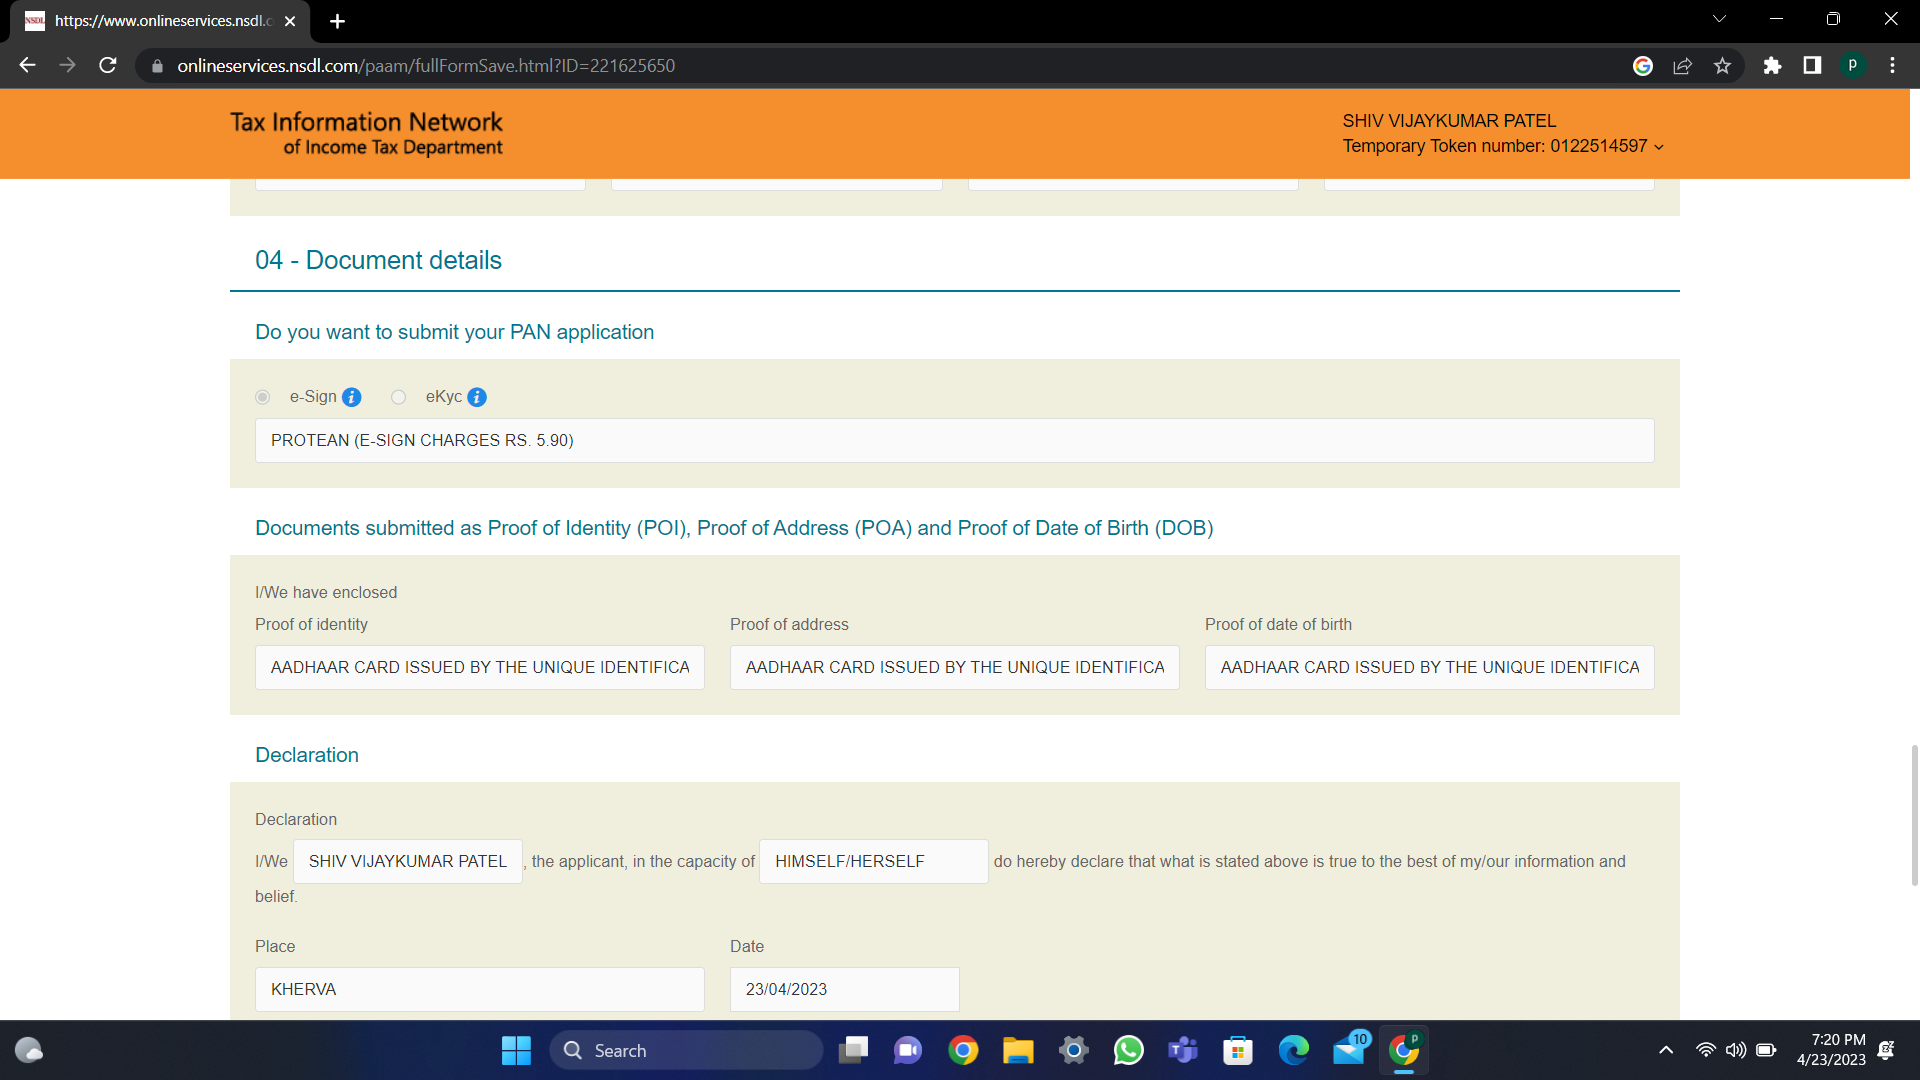 https://www.onlineservices.nsdl.c
onlineservices.nsdl.com/paam/fullFormSave.html?ID=221625650
Tax Information Network
of Income Tax Department
SHIV VIJAYKUMAR PATEL
Temporary Token number: 0122514597
04 - Document details
Do you want to submit your PAN application
e-Sign eKyc
PROTEAN (E-SIGN CHARGES RS. 5.90)
Documents submitted as Proof of Identity (POI), Proof of Address (POA) and Proof of Date of Birth (DOB)
I/We have enclosed
Proof of identity Proof of address Proof of date of birth
AADHAAR CARD ISSUED BY THE UNIQUE IDENTIFICA AADHAAR CARD ISSUED BY THE UNIQUE IDENTIFICA AADHAAR CARD ISSUED BY THE UNIQUE IDENTIFICA
Declaration
Declaration
I/We SHIV VIJAYKUMAR PATEL , the applicant, in the capacity of HIMSELF/HERSELF do hereby declare that what is stated above is true to the best of my/our information and
belief.
Place Date
KHERVA 23/04/2023
Search
10
7:20 PM
4/23/2023